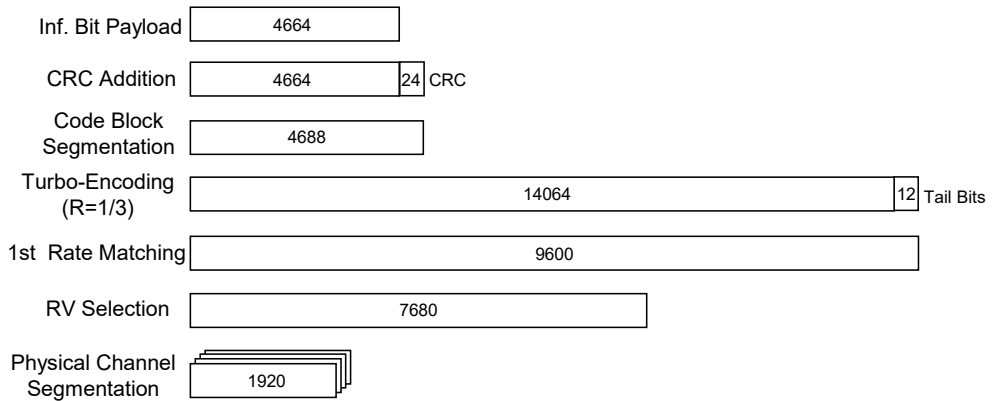 Inf. Bit Payload 4664
CRC Addition 4664 24 CRC
Code Block
Segmentation 4688
Turbo-Encoding
(R=1/3) 14064 12 Tail Bits
1st Rate Matching 9600
RV Selection 7680
Physical Channel
Segmentation 1920